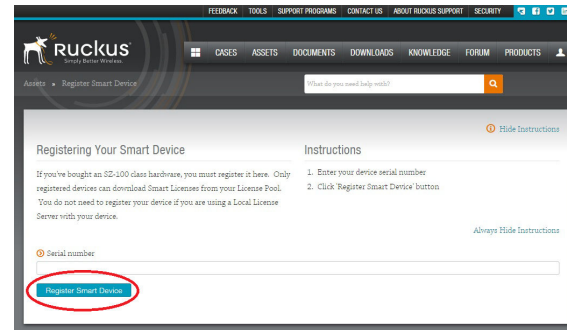 FEEDBACK TOOLS SUPPORT PROGRAMS CONTACT US ABOUT RUCKUS SUPPORT SECURITY
Ruckus
Simply Better Wireless.
CASES ASSETS DOCUMENTS DOWNLOADS KNOWLEDGE FORUM PRODUCTS
Assets Register Smart Device
What do you need help with?
Hide Instructions
Registering Your Smart Device
If you've bought an SZ-100 class hardware, you must register it here. Only
registered devices can download Smart Licenses from your License Pool.
You do not need to register your device if you are using a Local License
Server with your device.
Instructions
1. Enter your device serial number
2. Click 'Register Smart Device' button
Always Hide Instructions
Serial number
Register Smart Device